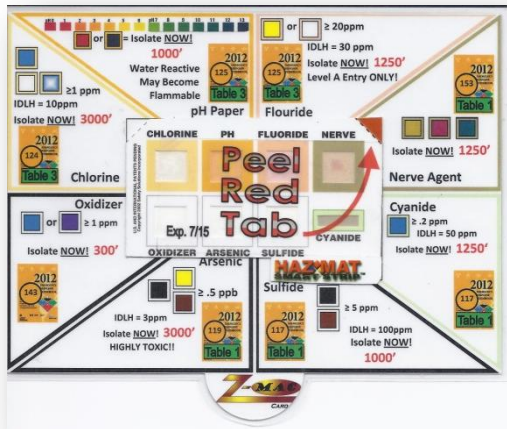 pH1 2 3 4 5 6 pH7 8 9 10 11 12 13
or = Isolate NOW!
1000'
Water Reactive
May Become
Flammable
pH Paper
2012
125
Table 3
or ≥ 20ppm
IDLH = 30 ppm
Isolate NOW! 1250'
Level A Entry ONLY!
2012
125
Table 3
Flouride
2012
153
Table 1
Isolate NOW! 1250'
Nerve Agent
≥1 ppm
IDLH = 10ppm
Isolate NOW! 3000'
2012
124
Table 3
Chlorine
CHLORINE PH FLUORIDE NERVE
Peel
Red
Tab
Exp. 7/15
CYANIDE
OXIDIZER ARSENIC SULFIDE
HAZMAT
SMART STRIP™
Oxidizer
or ≥ 1 ppm
Isolate NOW! 300'
2012
143
Cyanide
≥ .2 ppm
IDLH = 50 ppm
Isolate NOW!
1250'
2012
117
Table 1
Arsenic
≥ .5 ppb
IDLH = 3ppm
Isolate NOW! 3000'
HIGHLY TOXIC!!
2012
119
Table 1
Sulfide
≥ 5 ppm
IDLH = 100ppm
Isolate NOW!
1000'
2012
117
Table 1
Z-MAC
CARD